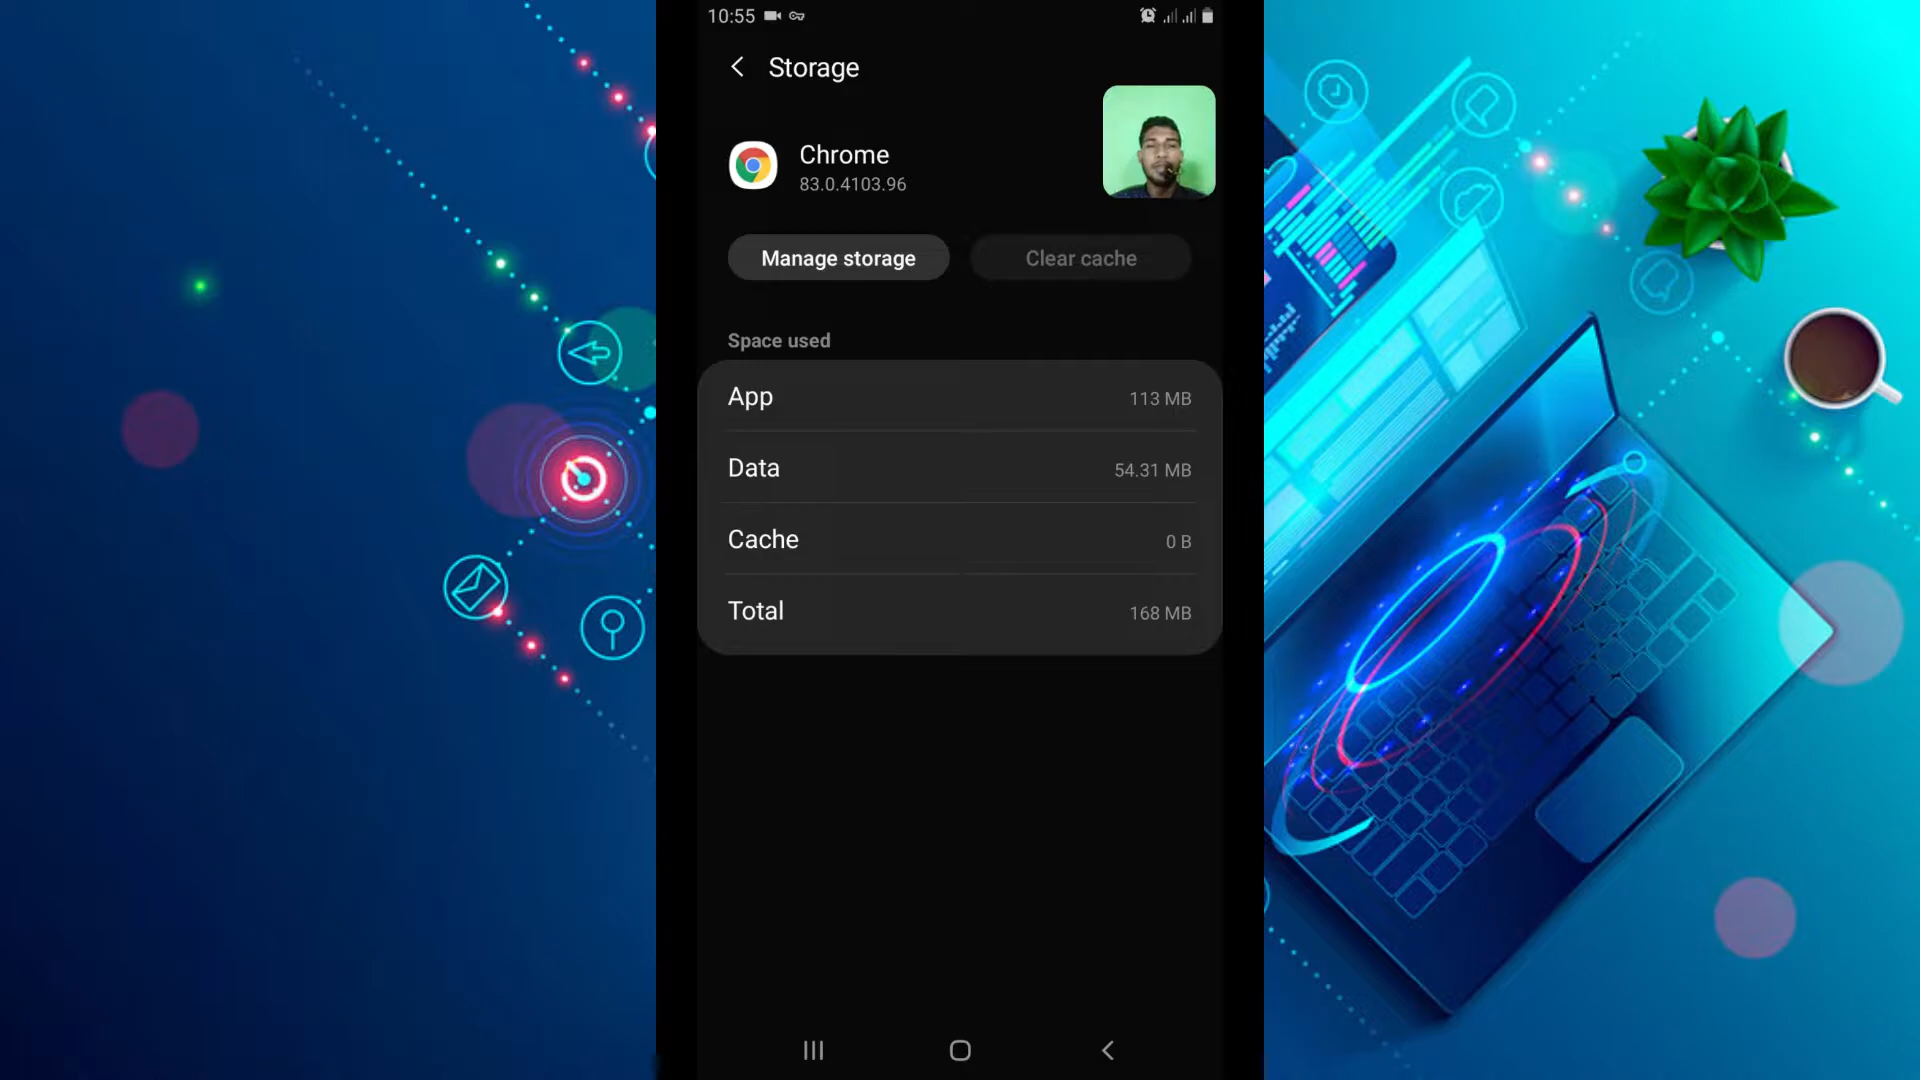 10:55
Storage
Chrome
83.0.4103.96
Manage storage
Clear cache
Space used
App
113 MB
Data
54.31 MB
Cache
0 B
Total
168 MB